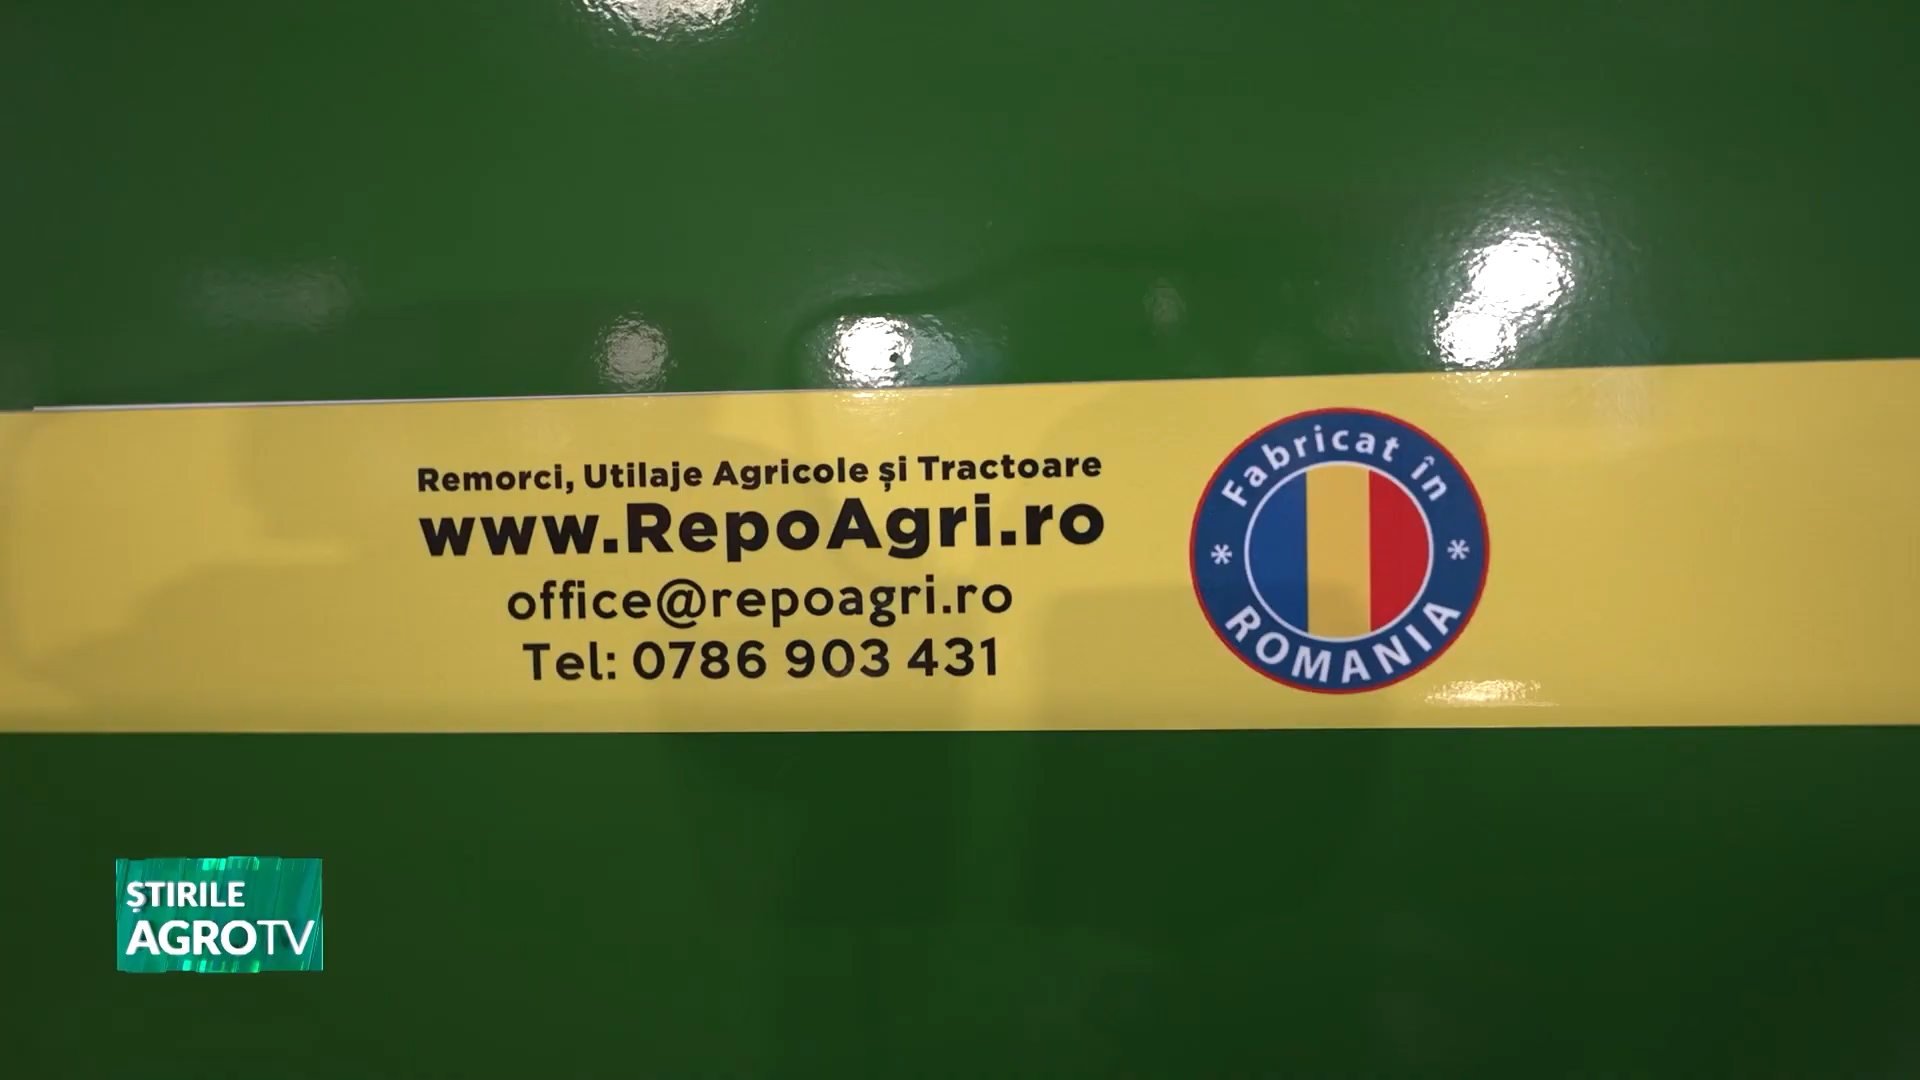 Remorci, Utilaje Agricole și Tractoare
www.RepoAgri.ro
office@repoagri.ro
Tel: 0786 903 431
Fabricat în
* *
ROMANIA
ȘTIRILE
AGROTV